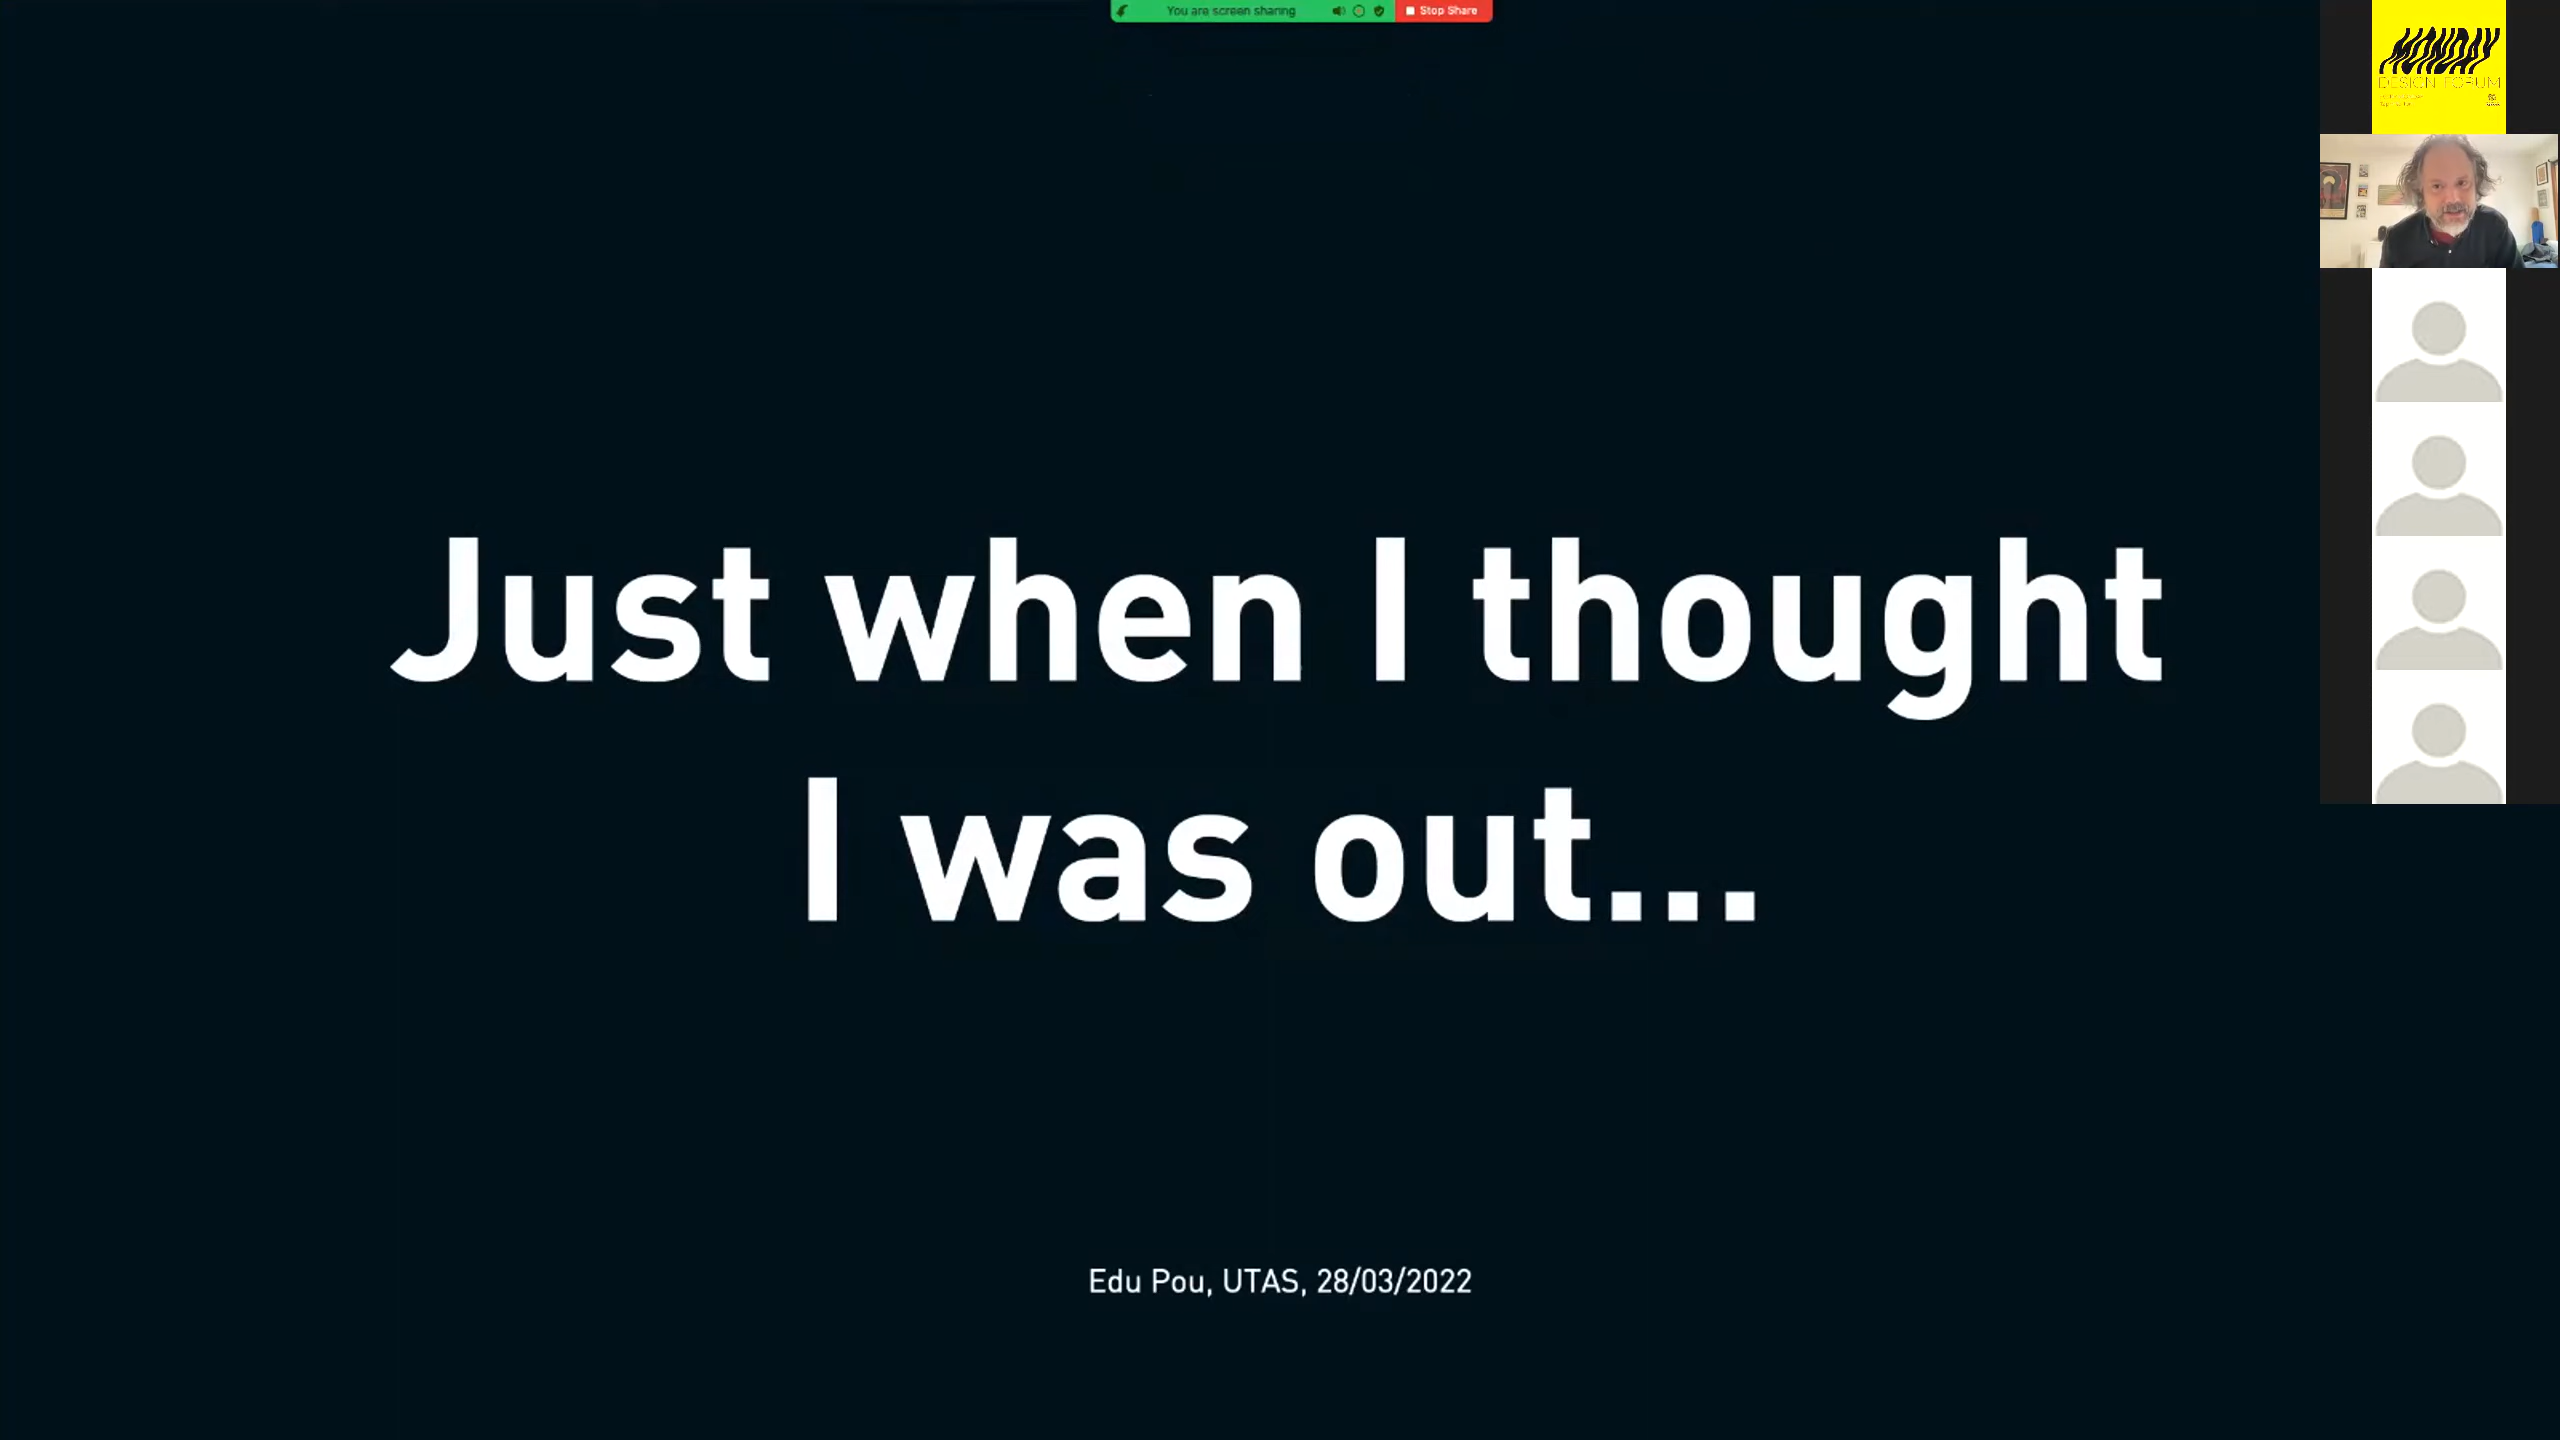 You are screen sharing
Stop Share
MONDAY
DESIGN FORUM
Just when I thought
I was out...
Edu Pou, UTAS, 28/03/2022